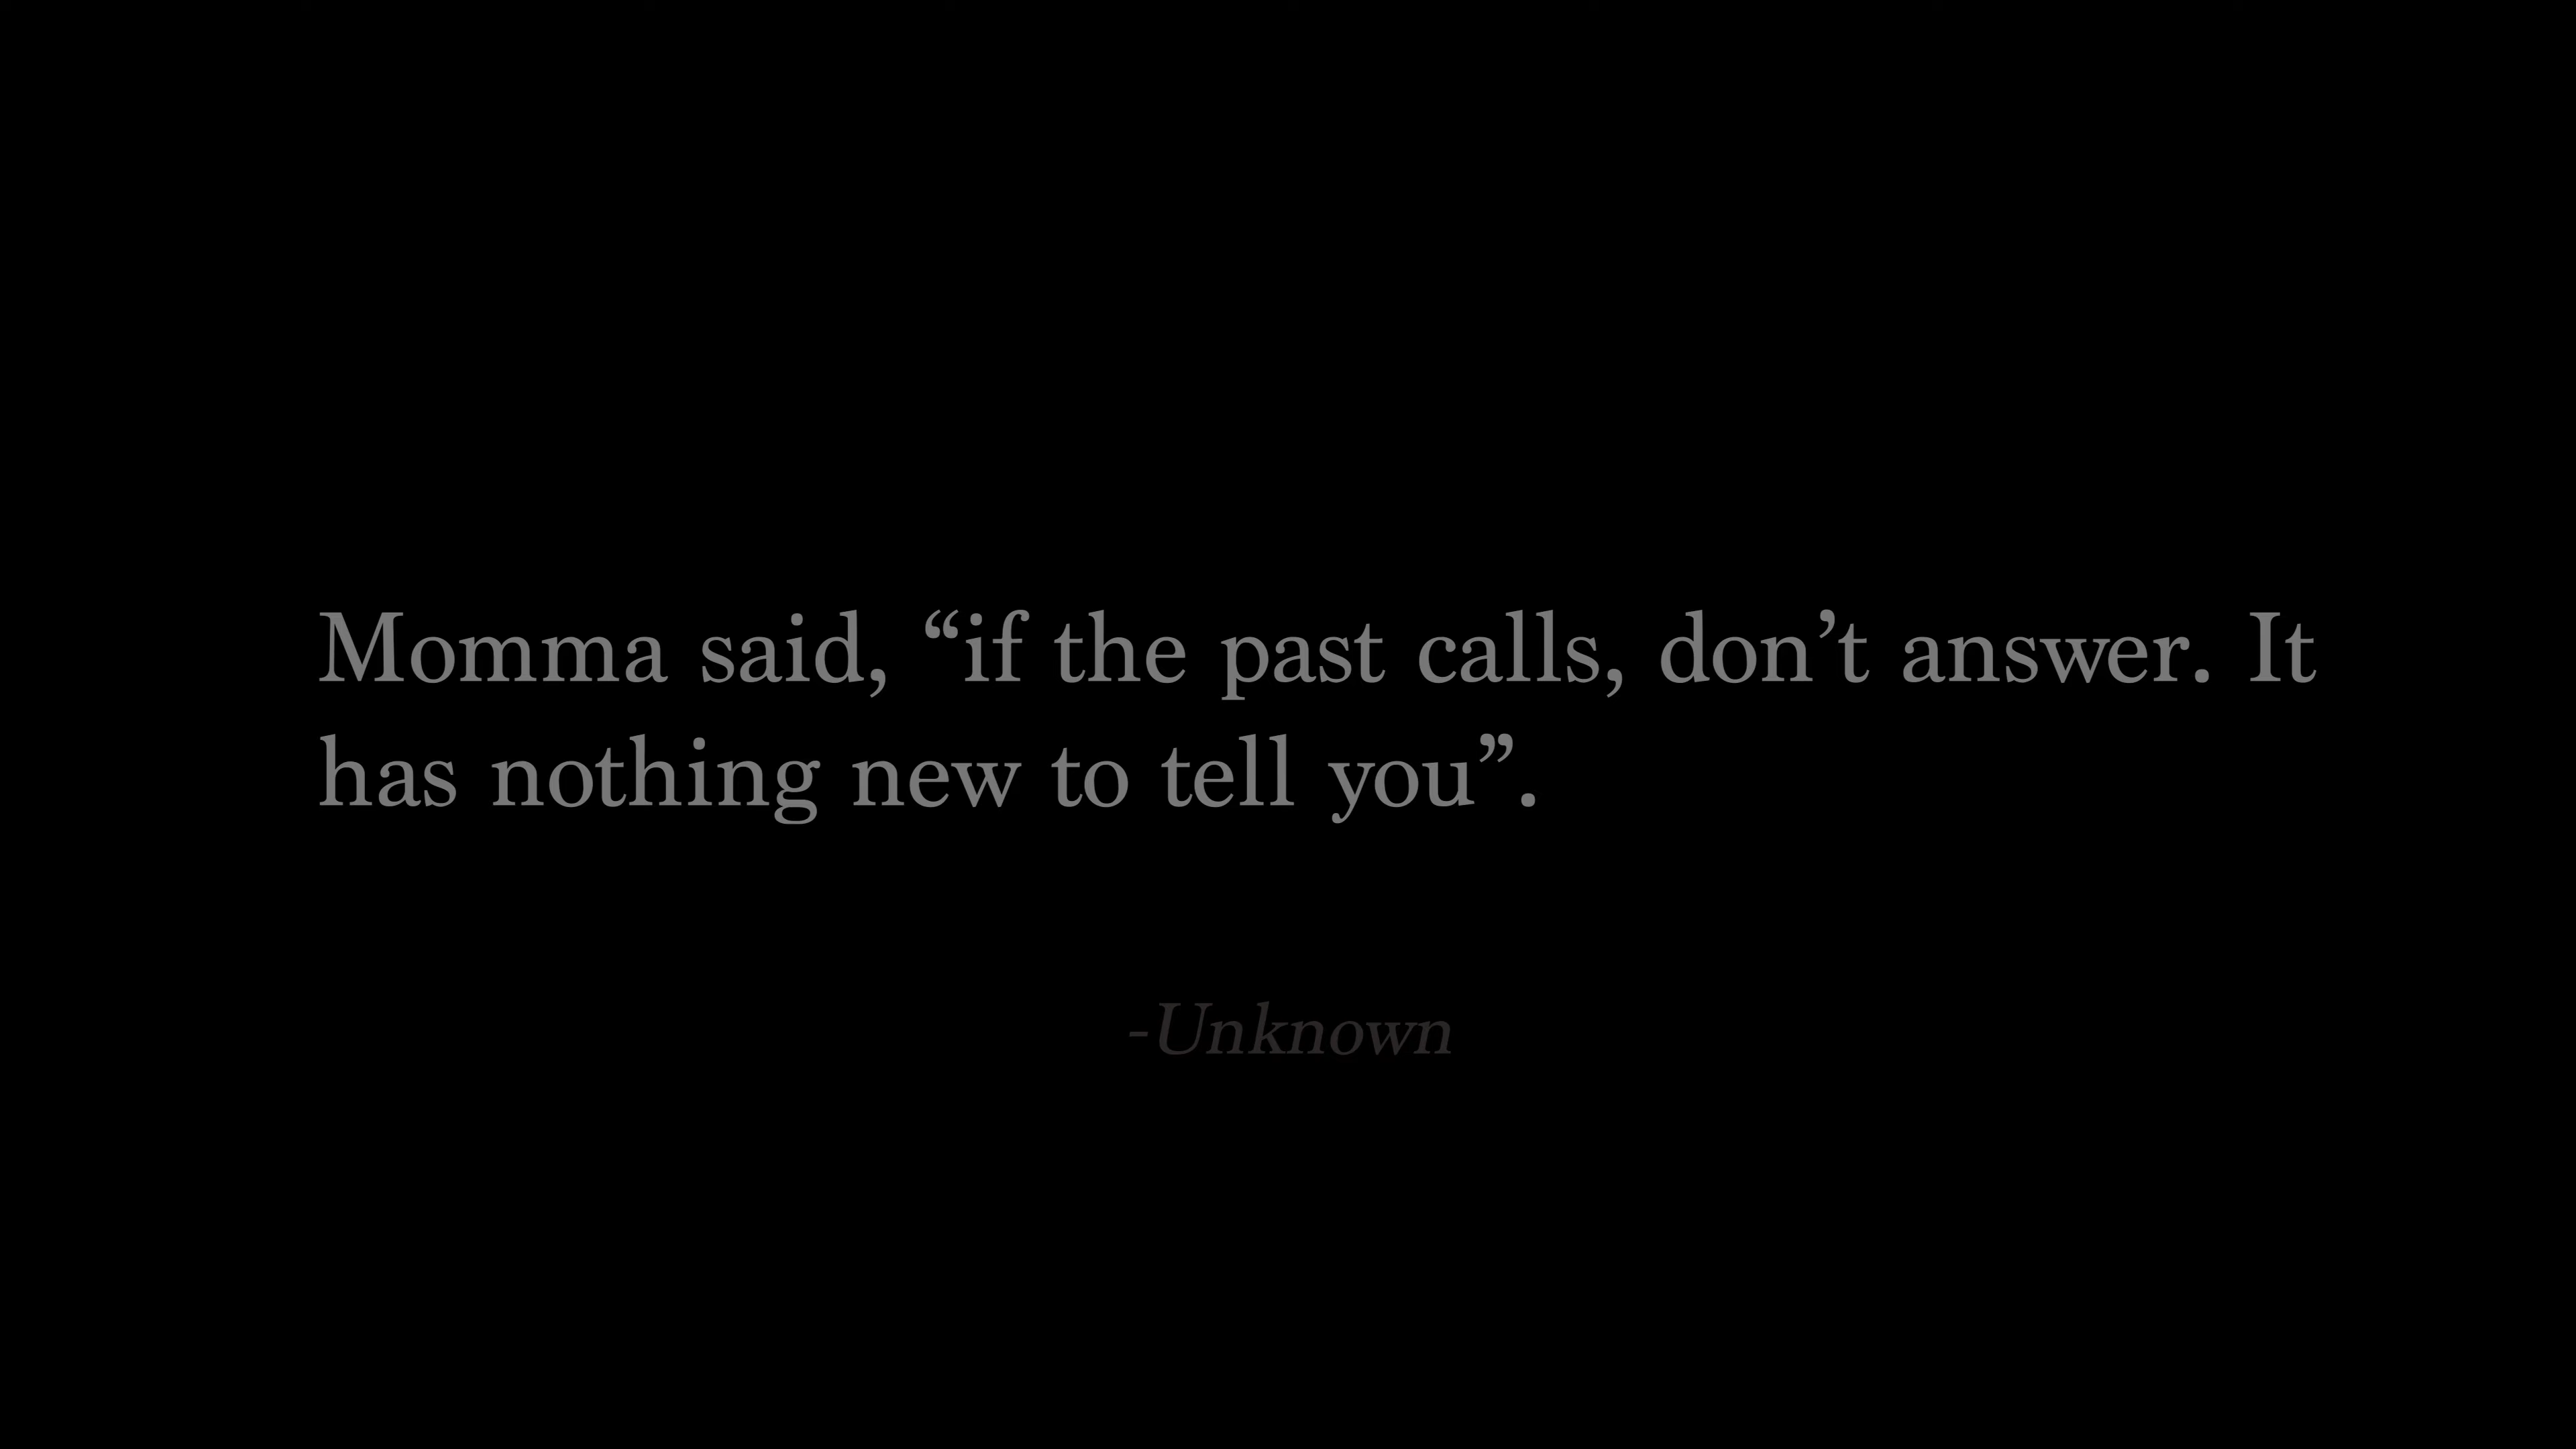 Momma said, “if the past calls, don’t answer. It
has nothing new to tell you”.
-Unknown